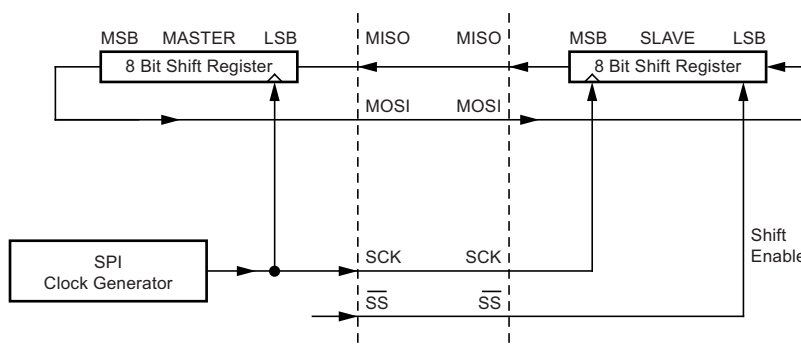 MSB MASTER LSB MISO MISO MSB SLAVE LSB
8 Bit Shift Register 8 Bit Shift Register
MOSI MOSI
Shift
Enable
SPI
Clock Generator
SCK SCK
SS SS